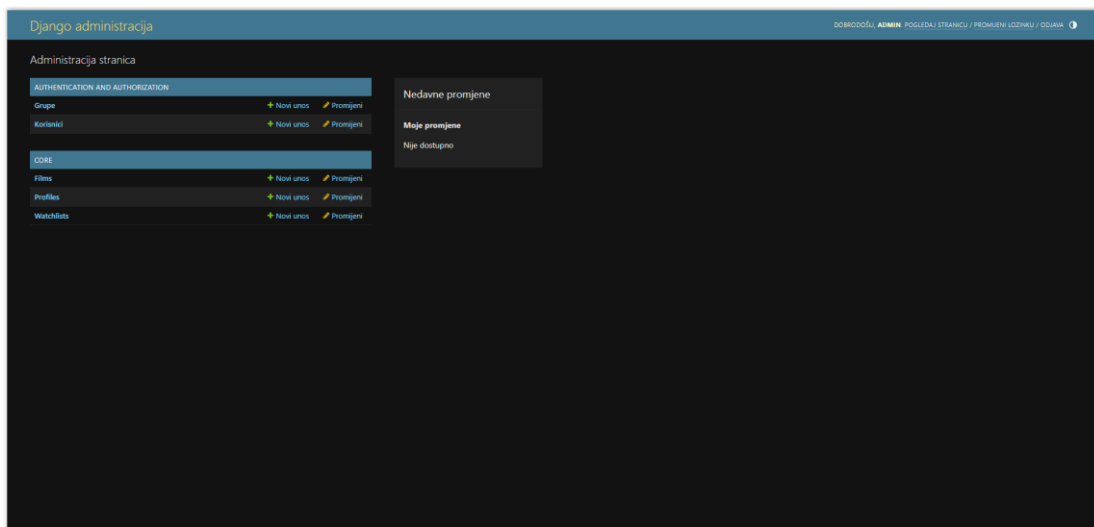 Django administracija
DOBRODOŠLI, ADMIN. POGLEDAJ STRANICU / PROMIJENI LOZINKU / ODJAVA
Administracija stranica
AUTHENTICATION AND AUTHORIZATION
Grupe + Novi unos Promijeni
Korisnici + Novi unos Promijeni
CORE
Films + Novi unos Promijeni
Profiles + Novi unos Promijeni
Watchlists + Novi unos Promijeni
Nedavne promjene
Moje promjene
Nije dostupno